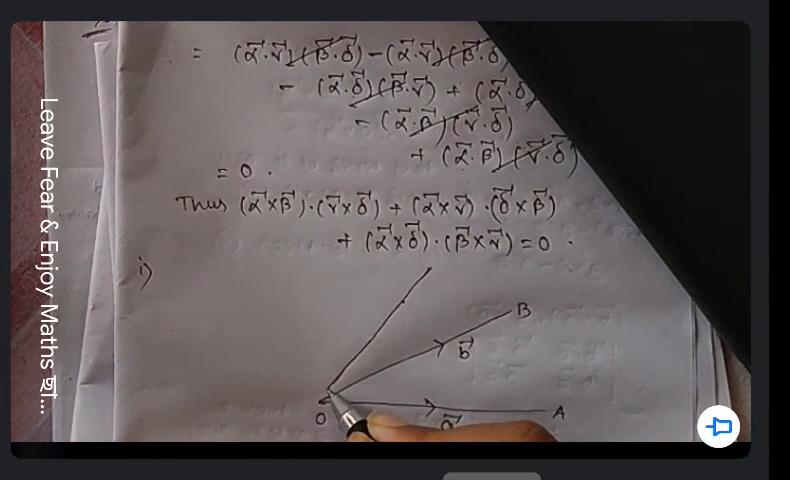 = (α⃗·γ⃗)(β⃗·δ⃗) - (α⃗·γ⃗)(β⃗·δ⃗)
- (α⃗·δ⃗)(β⃗·γ⃗) + (α⃗·δ⃗)
- (α⃗·β⃗)(γ⃗·δ⃗)
+ (α⃗·β⃗)(γ⃗·δ⃗)
= 0.
Thus (α⃗×β⃗)·(γ⃗×δ⃗) + (α⃗×γ⃗)·(δ⃗×β⃗)
+ (α⃗×δ⃗)·(β⃗×γ⃗) = 0.
i)
B
b⃗
O
a⃗
A
Leave Fear & Enjoy Maths ছা...